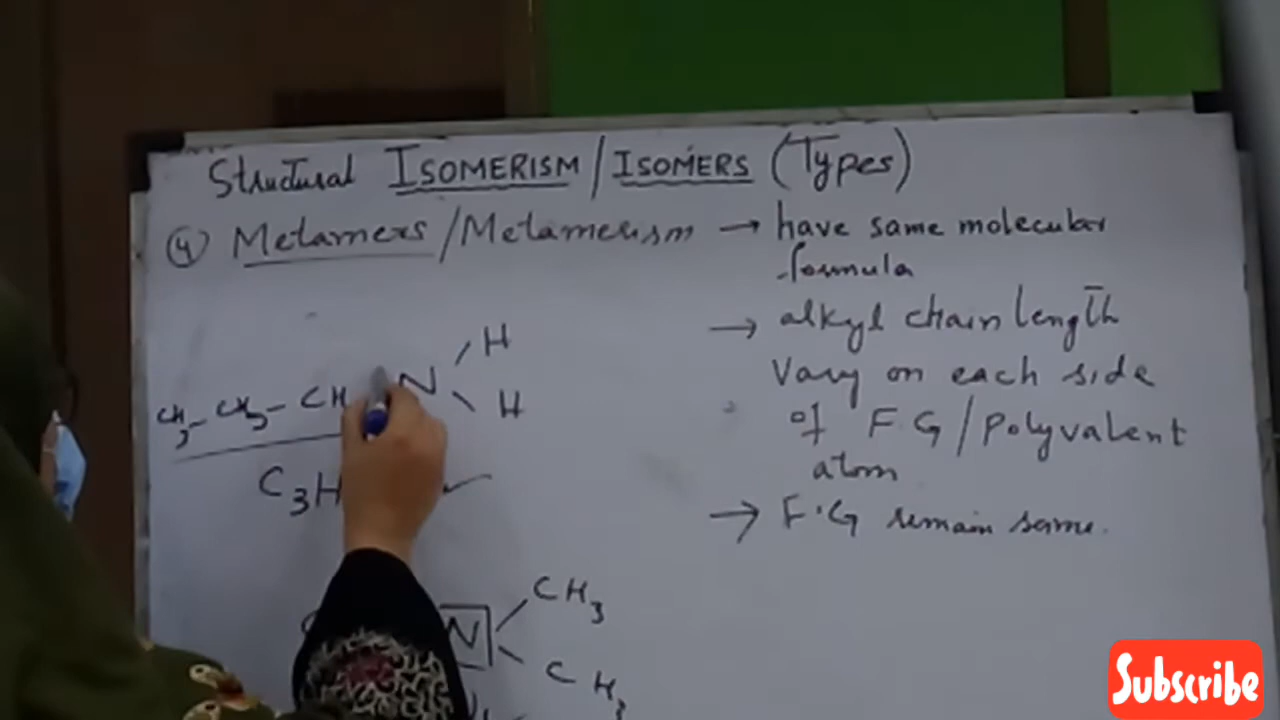 Structural ISOMERISM / ISOMERS (Types)
④ Metamers / Metamerism → have same molecular
formula
→ alkyl chain length
Vary on each side
of F.G / Polyvalent
atom
→ F.G remain same.
H
CH3 - CH2 - CH N
H
C3H
CH3
N
CH3
Subscribe